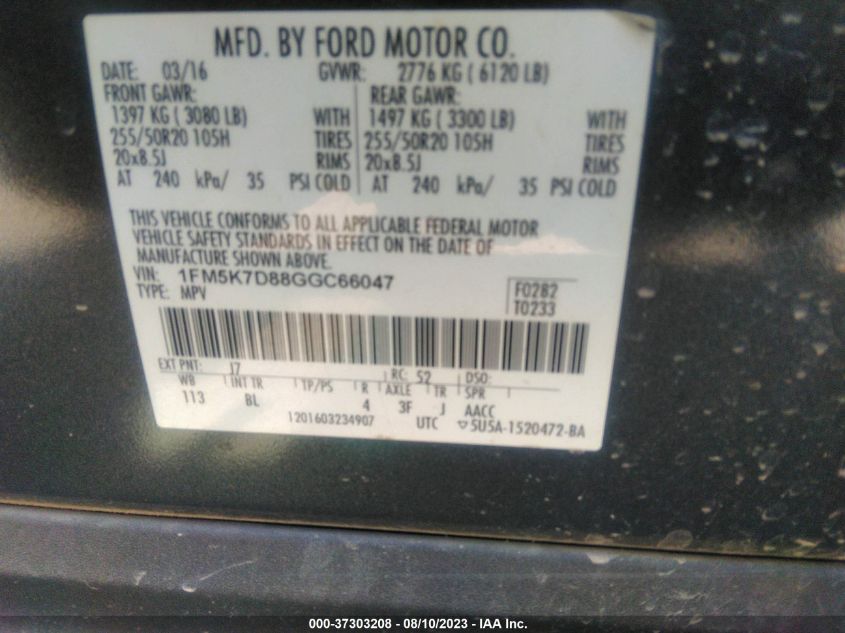 MFD. BY FORD MOTOR CO.
DATE: 03/16 GVWR: 2776 KG ( 6120 LB)
FRONT GAWR: REAR GAWR:
1397 KG ( 3080 LB) WITH 1497 KG ( 3300 LB) WITH
255/50R20 105H TIRES 255/50R20 105H TIRES
20x8.5J RIMS 20x8.5J RIMS
AT 240 kPa/ 35 PSI COLD AT 240 kPa/ 35 PSI COLD
THIS VEHICLE CONFORMS TO ALL APPLICABLE FEDERAL MOTOR
VEHICLE SAFETY STANDARDS IN EFFECT ON THE DATE OF
MANUFACTURE SHOWN ABOVE.
VIN: 1FM5K7D88GGC66047 F0282
TYPE: MPV T0233
EXT PNT: J7 RC: 52 DSO:
WB INT TR TP/PS R AXLE TR SPR
113 BL 4 3F J AACC
1201603234907 UTC ▽5U5A-1520472-BA
000-37303208 - 08/10/2023 - IAA Inc.